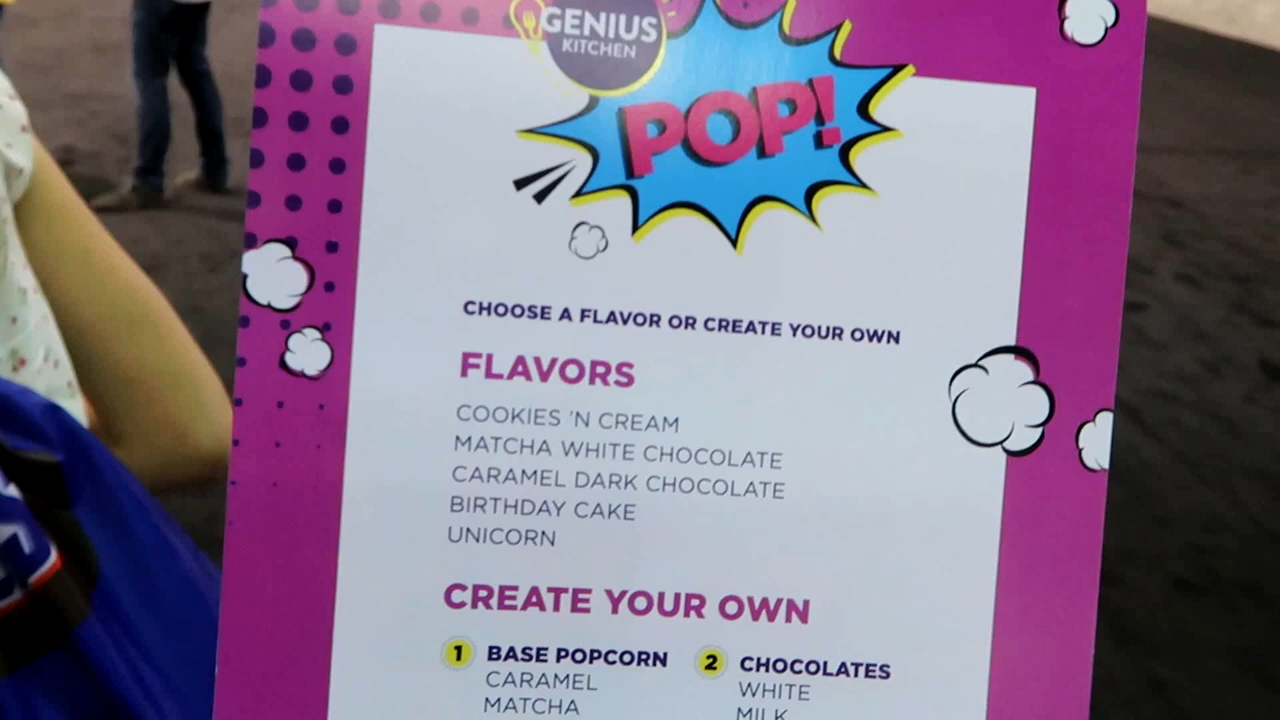 GENIUS
KITCHEN
POP!
CHOOSE A FLAVOR OR CREATE YOUR OWN
FLAVORS
COOKIES 'N CREAM
MATCHA WHITE CHOCOLATE
CARAMEL DARK CHOCOLATE
BIRTHDAY CAKE
UNICORN
CREATE YOUR OWN
1 BASE POPCORN
CARAMEL
MATCHA
2 CHOCOLATES
WHITE
MILK